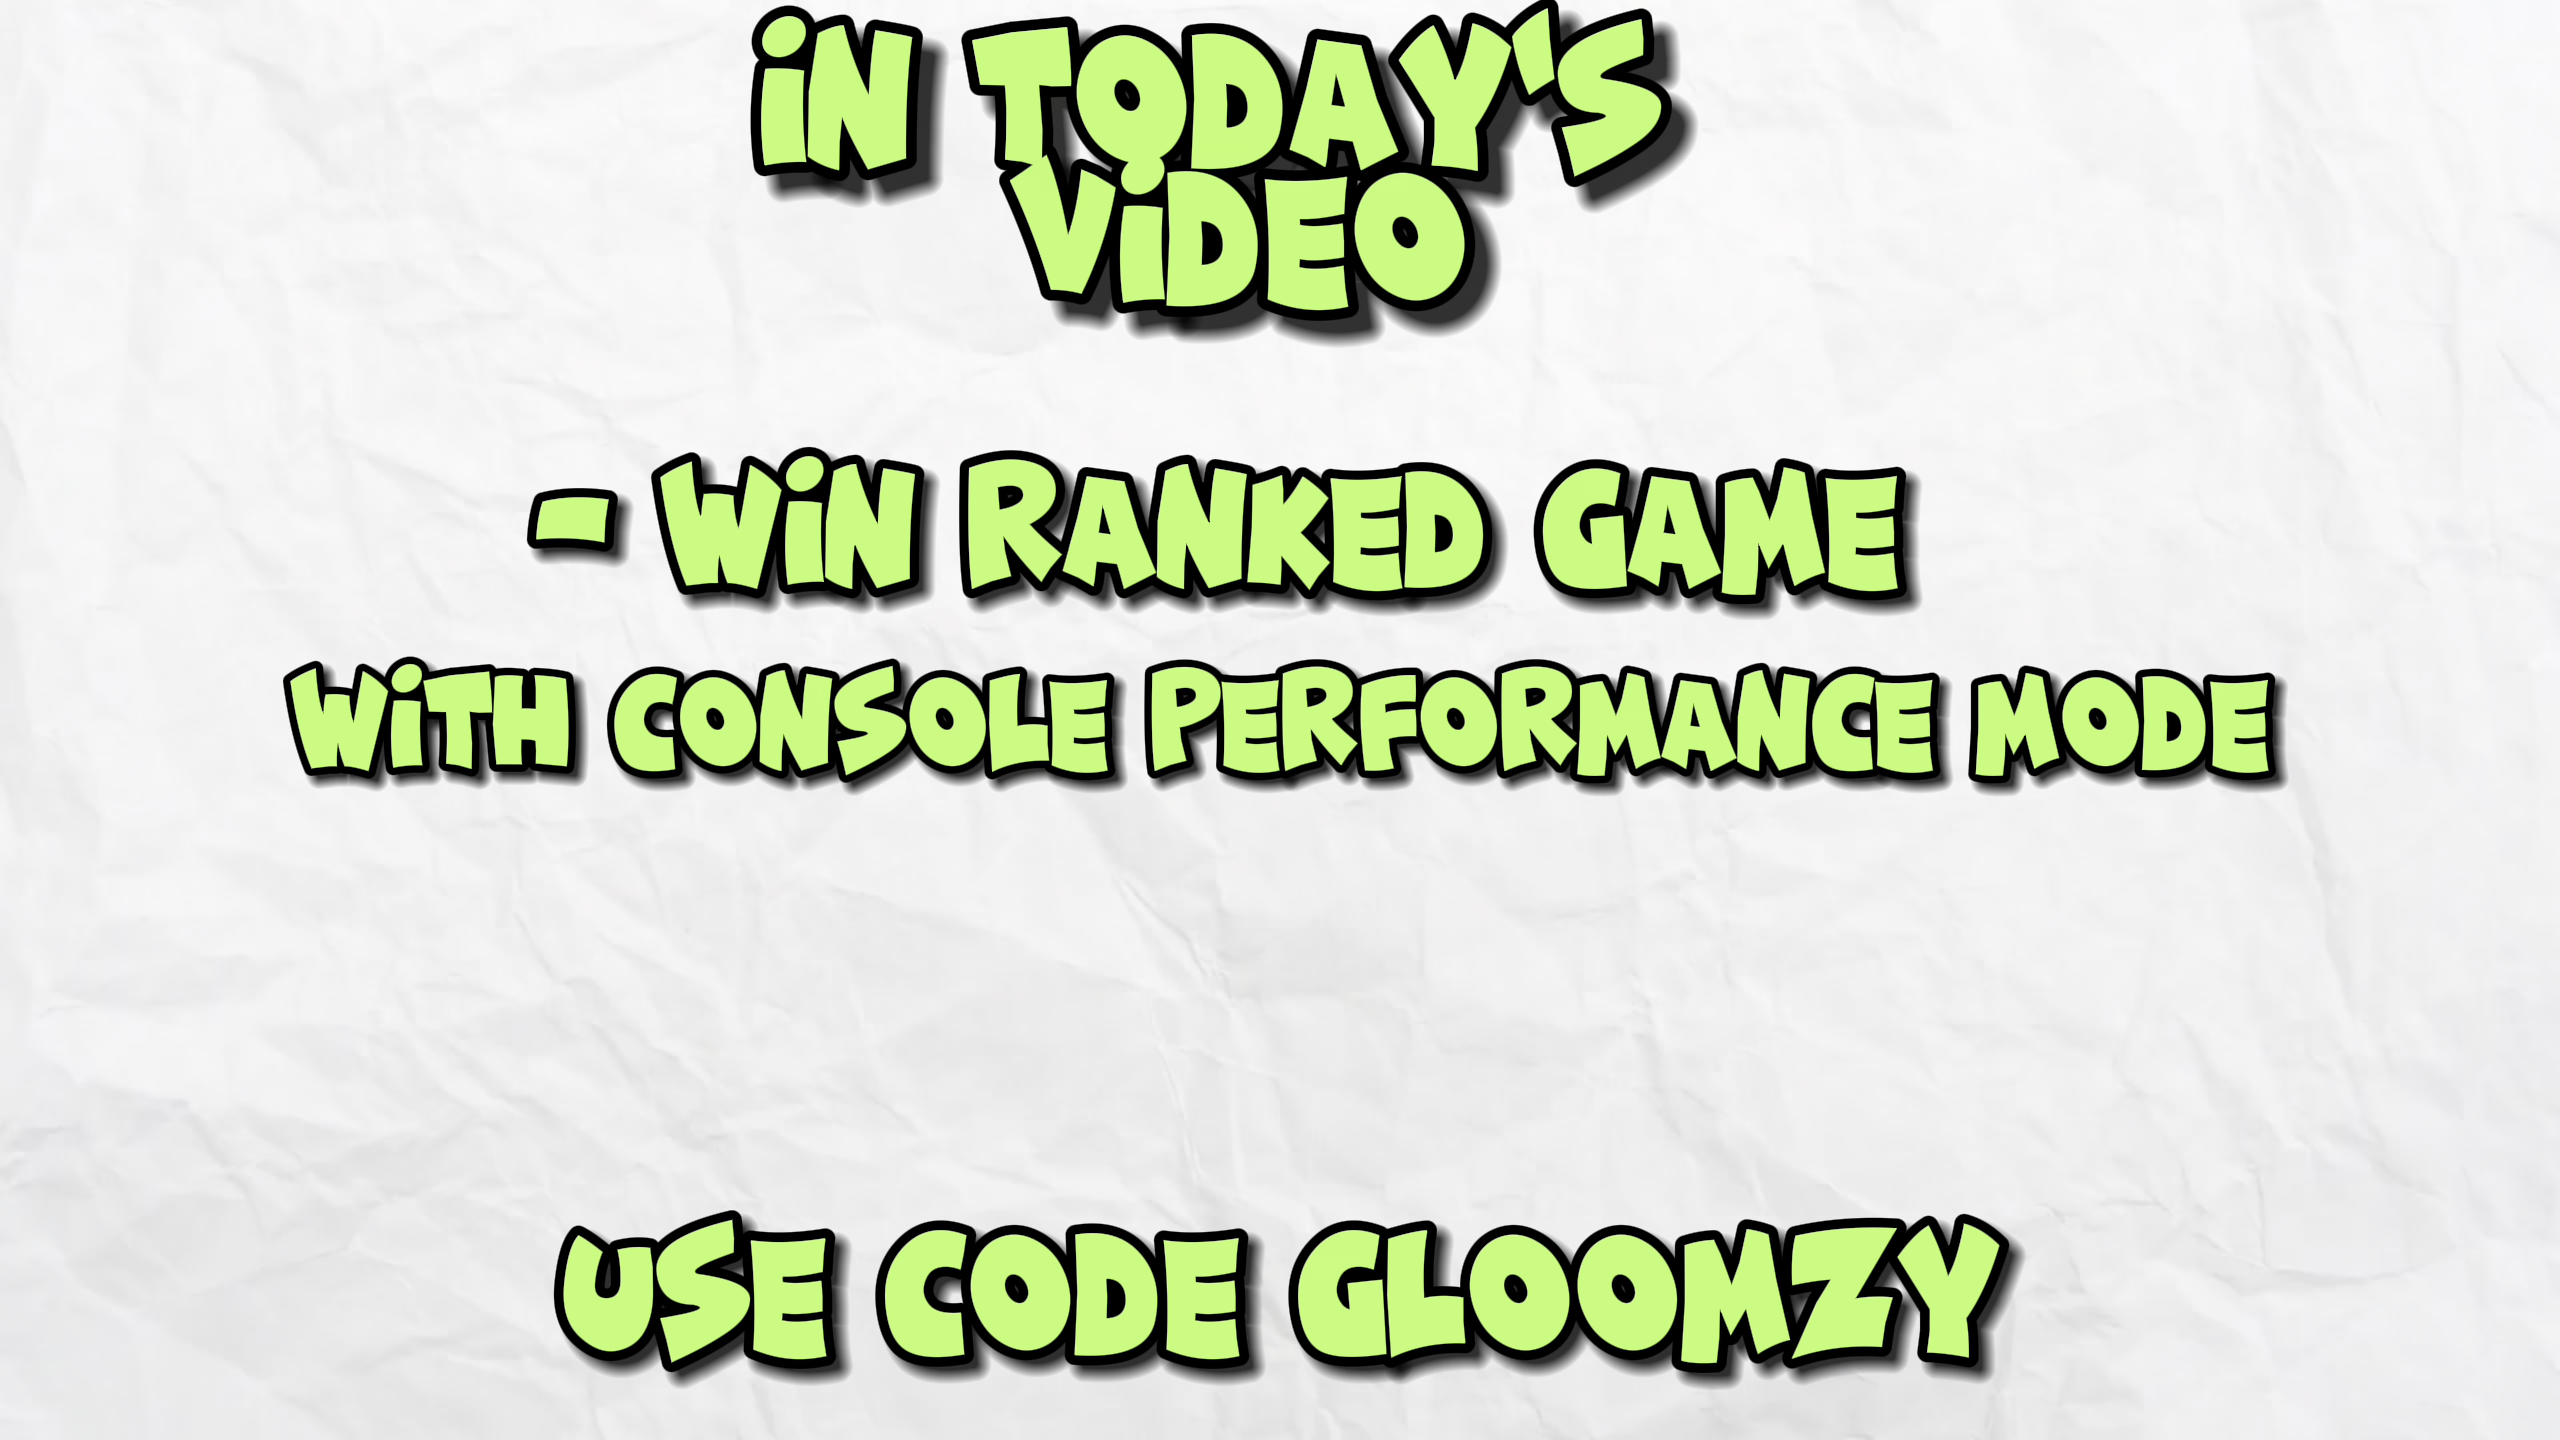 iN TODAY'S
ViDEO
- WiN RANKED GAME
WiTH CONSOLE PERFORMANCE MODE
USE CODE GLOOMZY